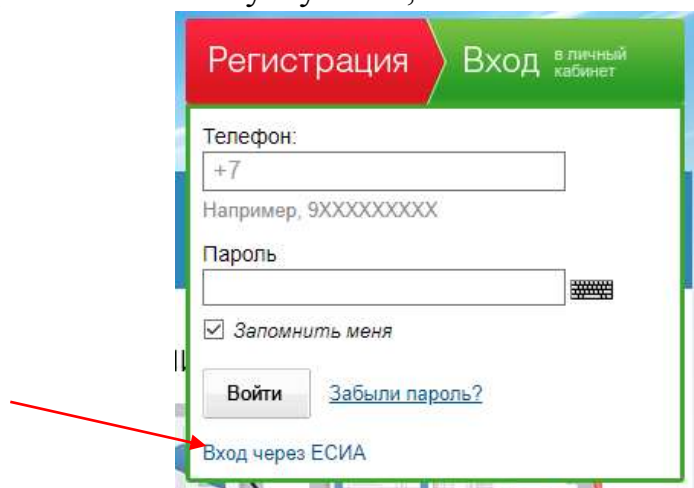 Регистрация Вход в личный кабинет
Телефон:
+7
Например, 9XXXXXXXXX
Пароль
Запомнить меня
Войти Забыли пароль?
Вход через ЕСИА